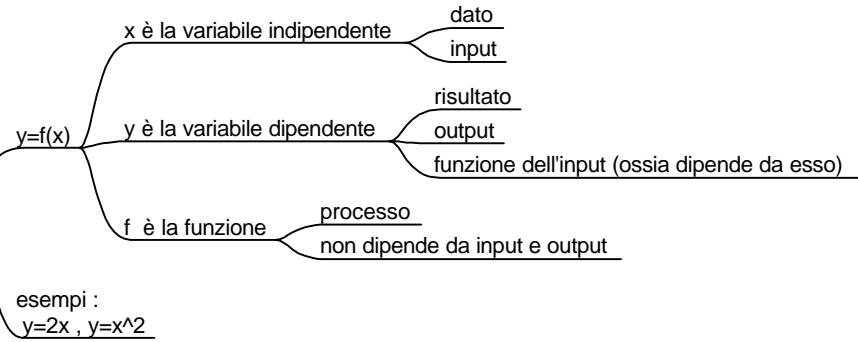 x è la variabile indipendente
dato
input
y=f(x)
y è la variabile dipendente
risultato
output
funzione dell'input (ossia dipende da esso)
f è la funzione
processo
non dipende da input e output
esempi :
y=2x , y=x^2